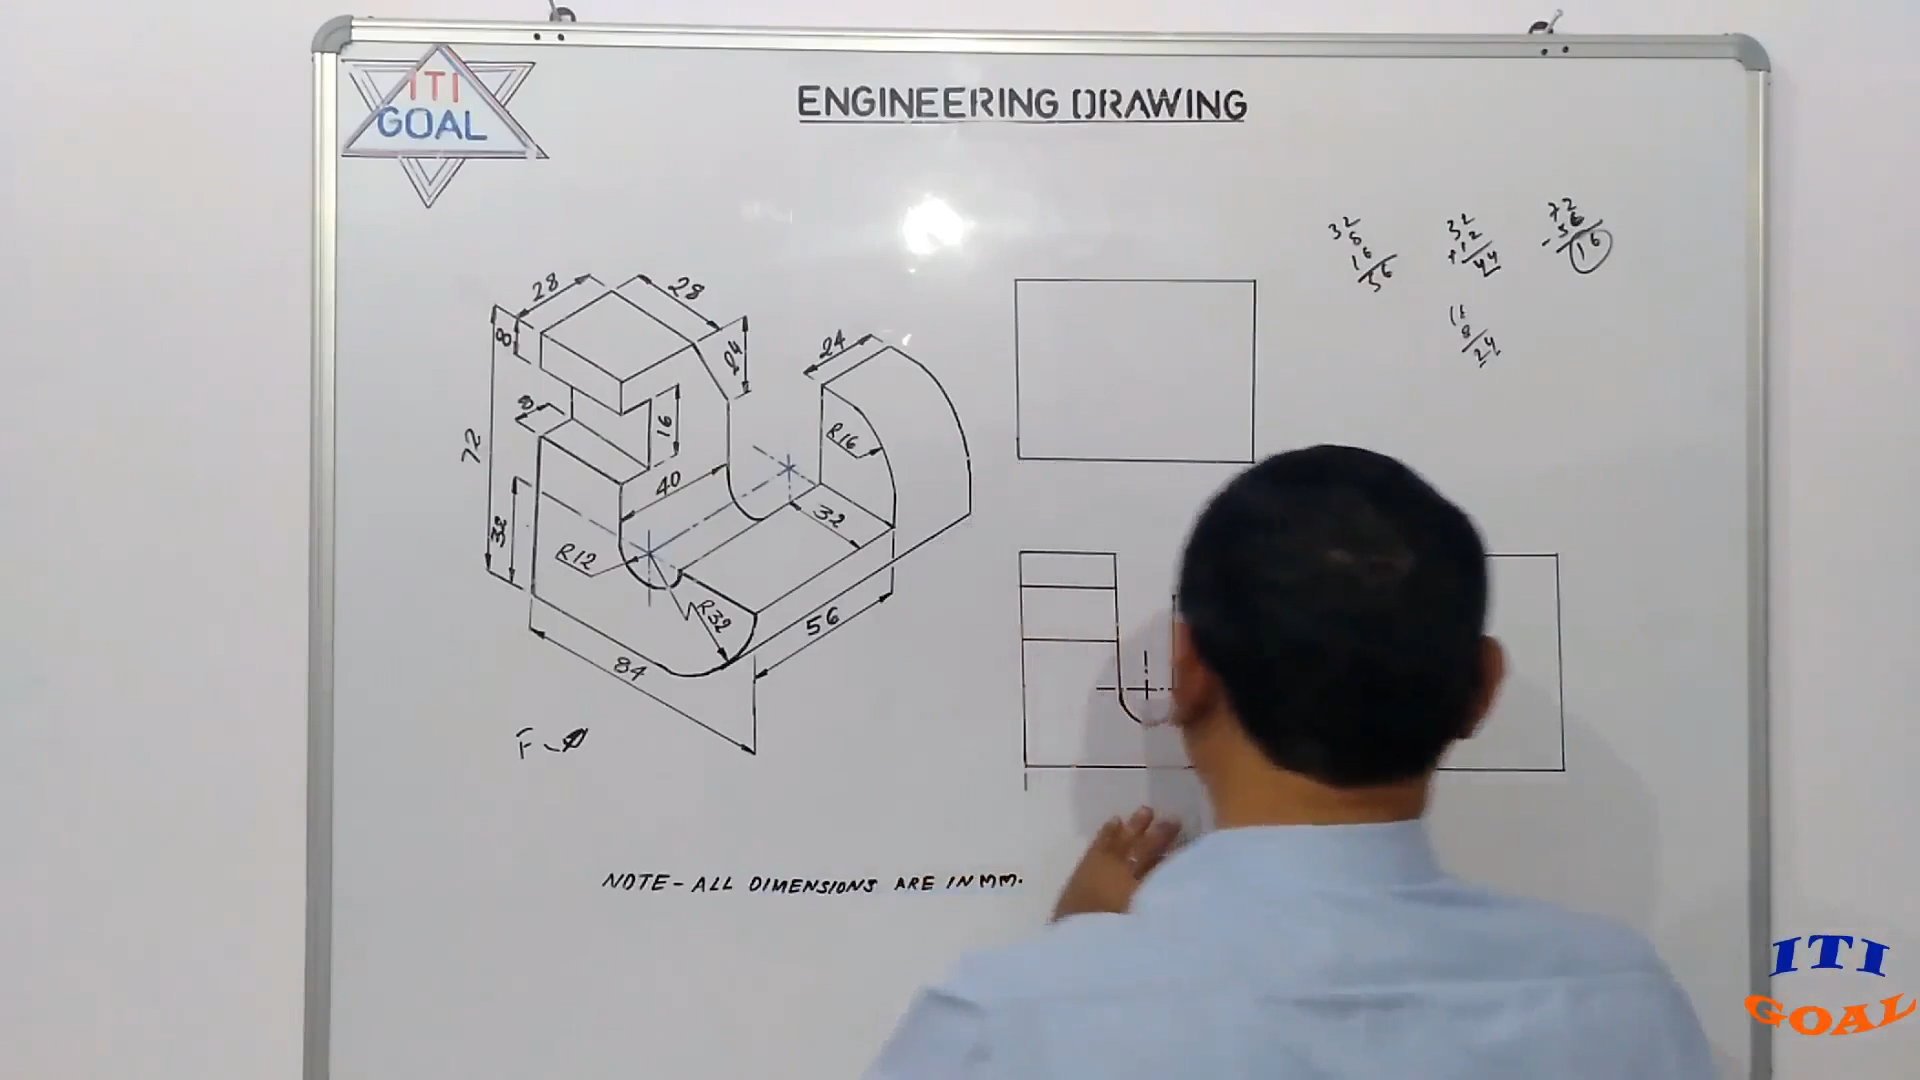 ITI
GOAL
ENGINEERING DRAWING
32
8
16
56
32
+12
44
72
-56
16
16
8
24
28
28
8
24
24
8
16
R16
72
40
32
32
R12
R32
56
84
F-
NOTE-ALL DIMENSIONS ARE IN MM.
ITI
GOAL